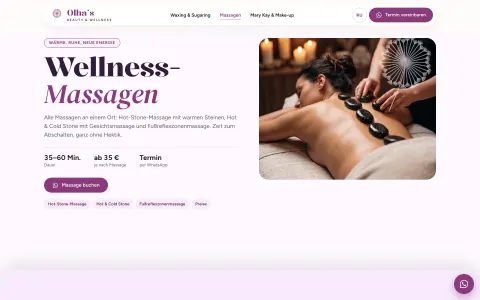 Olha's
BEAUTY & WELLNESS
Waxing & Sugaring
Massagen
Mary Kay & Make-up
RU
Termin vereinbaren
WÄRME, RUHE, NEUE ENERGIE
Wellness-
Massagen
Alle Massagen an einem Ort: Hot-Stone-Massage mit warmen Steinen, Hot
& Cold Stone mit Gesichtsmassage und Fußreflexzonenmassage. Zeit zum
Abschalten, ganz ohne Hektik.
35–60 Min.
Dauer
ab 35 €
je nach Massage
Termin
per WhatsApp
Massage buchen
Hot-Stone-Massage
Hot & Cold Stone
Fußreflexzonenmassage
Preise